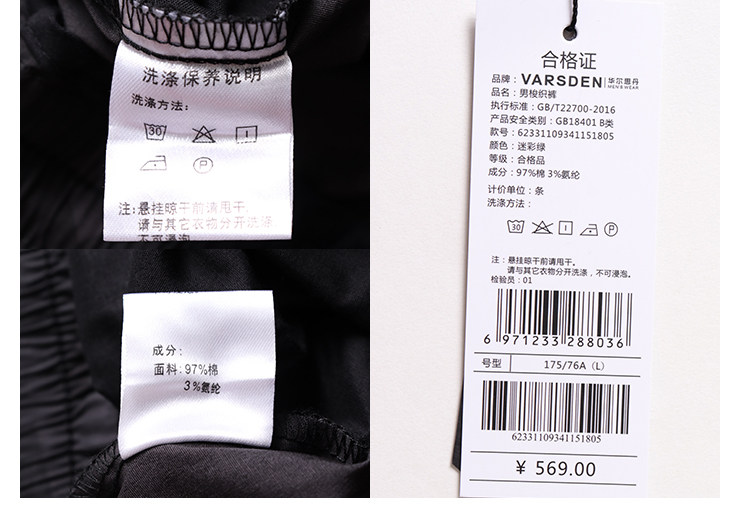 洗涤保养说明
洗涤方法:
30
P
注:悬挂晾干前请甩干。
请与其它衣物分开洗涤
不可浸泡
成分:
面料:97%棉
3%氨纶
合格证
品牌: VARSDEN 华尔思丹
MEN'S WEAR
品名: 男梭织裤
执行标准: GB/T22700-2016
产品安全类别: GB18401 B类
款号: 62331109341151805
颜色: 迷彩绿
等级: 合格品
成分: 97%棉 3%氨纶
计价单位: 条
洗涤方法:
30
P
注:悬挂晾干前请甩干。
请与其它衣物分开洗涤,不可浸泡。
检验员:01
6 971233 288036
号型 175/76A (L)
62331109341151805
¥ 569.00